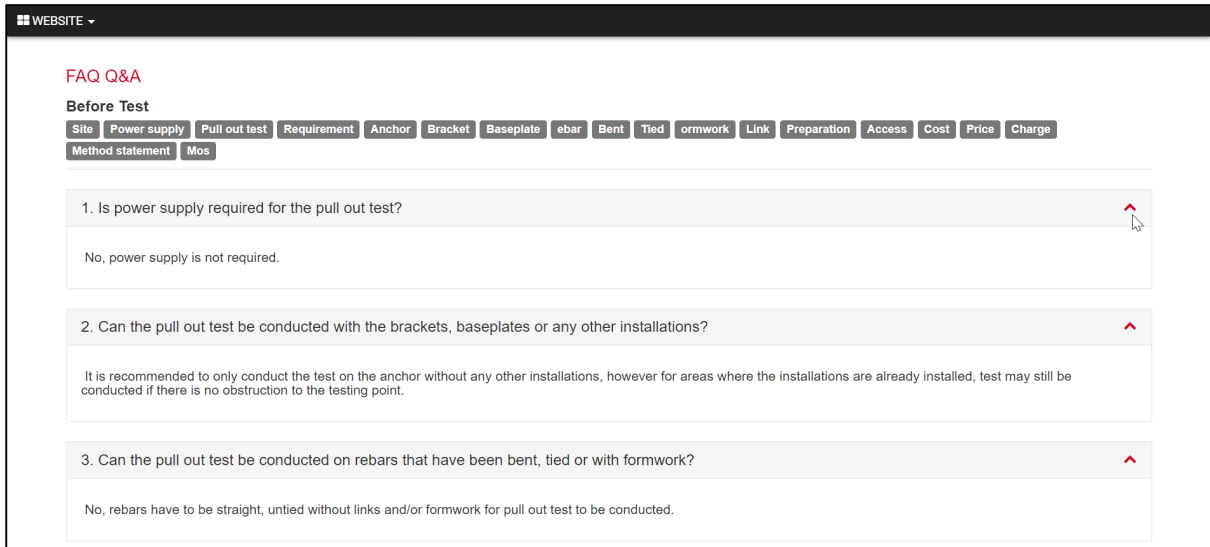 WEBSITE
FAQ Q&A
Before Test
Site Power supply Pull out test Requirement Anchor Bracket Baseplate ebar Bent Tied ormwork Link Preparation Access Cost Price Charge
Method statement Mos
1. Is power supply required for the pull out test?
No, power supply is not required.
2. Can the pull out test be conducted with the brackets, baseplates or any other installations?
It is recommended to only conduct the test on the anchor without any other installations, however for areas where the installations are already installed, test may still be
conducted if there is no obstruction to the testing point.
3. Can the pull out test be conducted on rebars that have been bent, tied or with formwork?
No, rebars have to be straight, untied without links and/or formwork for pull out test to be conducted.